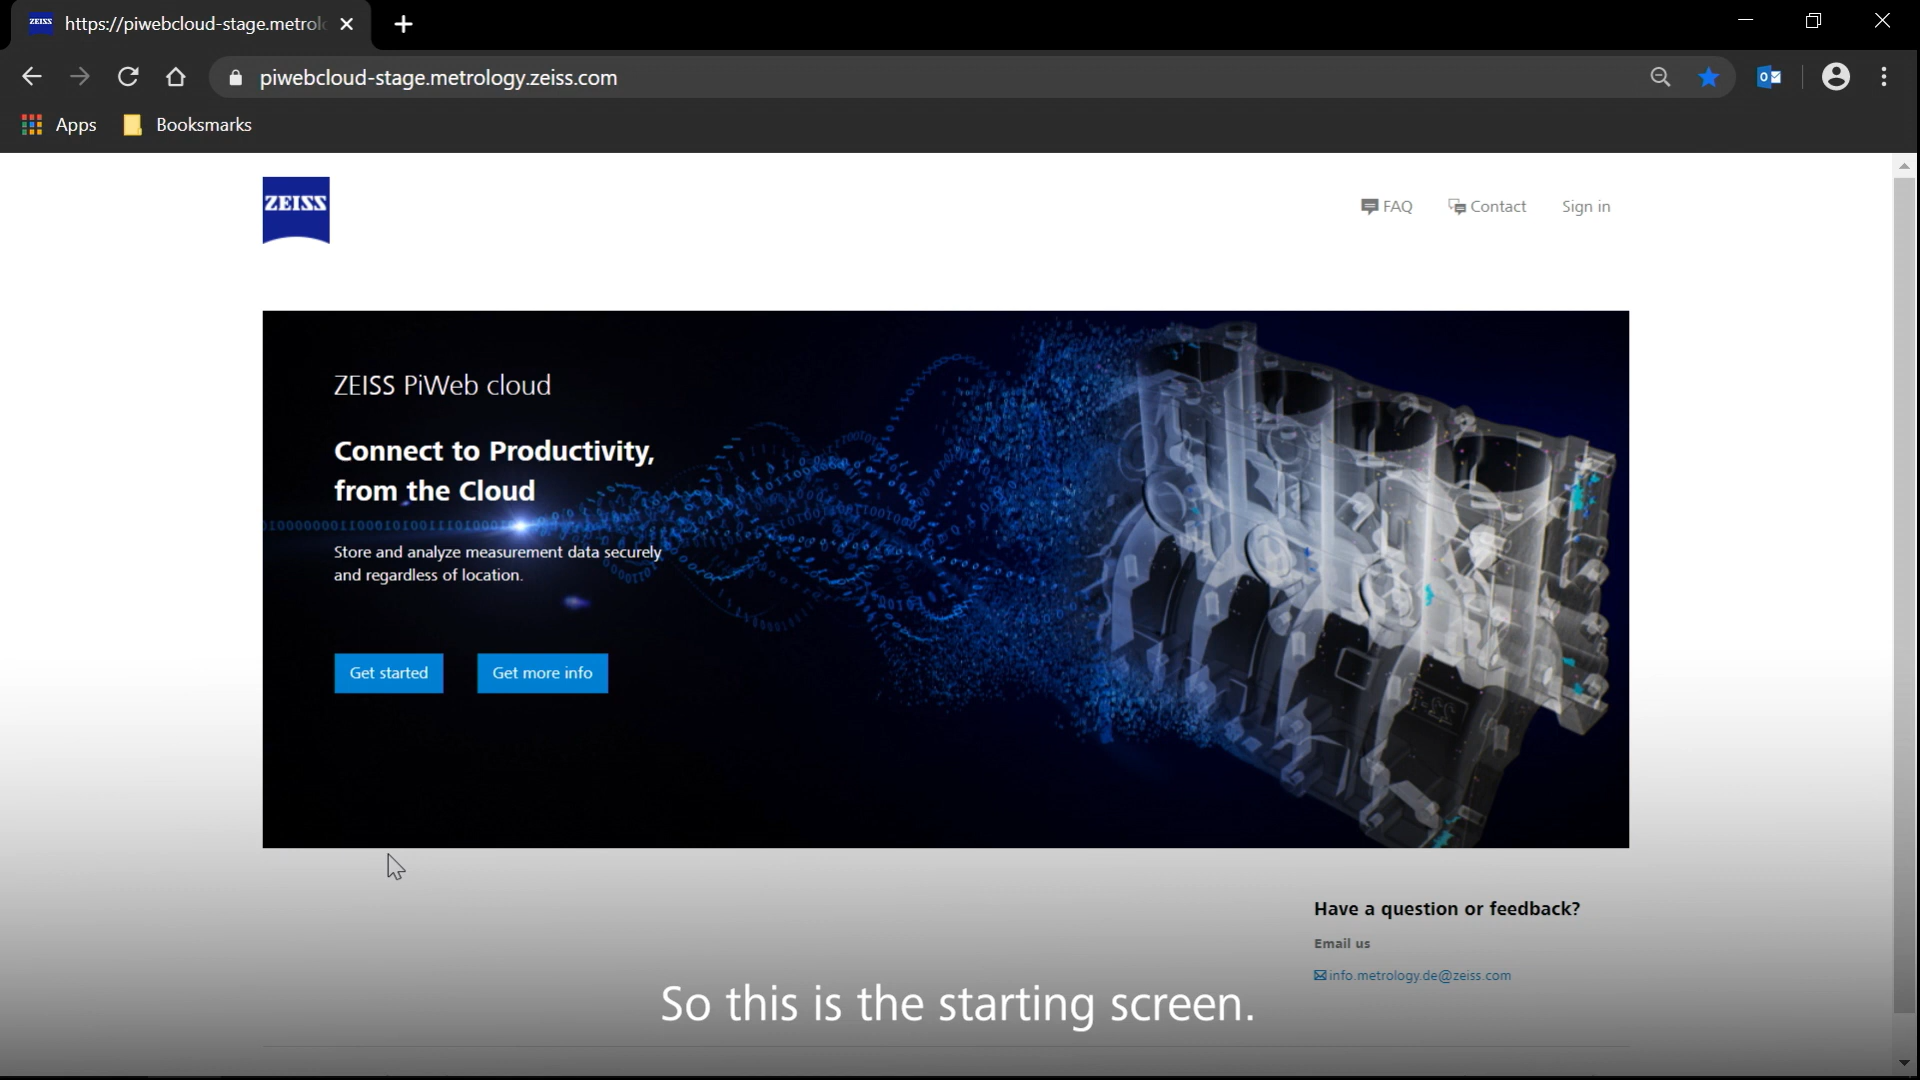 ZEISS
https://piwebcloud-stage.metrol
piwebcloud-stage.metrology.zeiss.com
Apps
Booksmarks
ZEISS
FAQ
Contact
Sign in
ZEISS PiWeb cloud
Connect to Productivity,
from the Cloud
Store and analyze measurement data securely
and regardless of location.
Get started
Get more info
Have a question or feedback?
Email us
info.metrology.de@zeiss.com
So this is the starting screen.